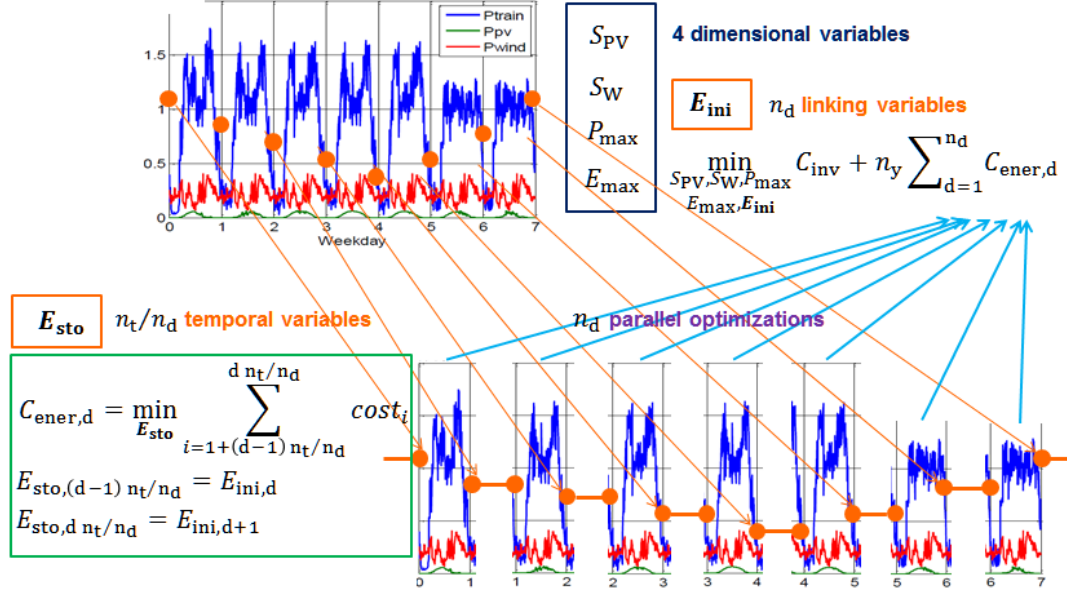 Ptrain
Ppv
Pwind
1.5
1
0.5
0
0 1 2 3 4 5 6 7
Weekday
S_PV
S_W
P_max
E_max
4 dimensional variables
E_ini n_d linking variables
min C_inv + n_y ∑_{d=1}^{n_d} C_ener,d
S_PV,S_W,P_max
E_max,E_ini
E_sto n_t/n_d temporal variables
n_d parallel optimizations
C_ener,d = min_{E_sto} ∑_{i=1+(d−1) n_t/n_d}^{d n_t/n_d} cost_i
E_sto,(d−1) n_t/n_d = E_ini,d
E_sto,d n_t/n_d = E_ini,d+1
0 1 1 2 2 3 3 4 4 5 5 6 6 7